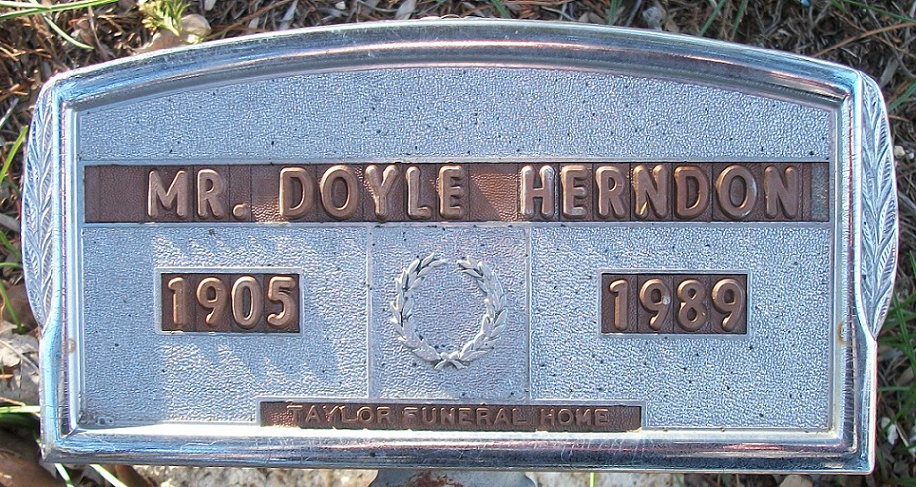 MR. DOYLE HERNDON
1905 1989
TAYLOR FUNERAL HOME